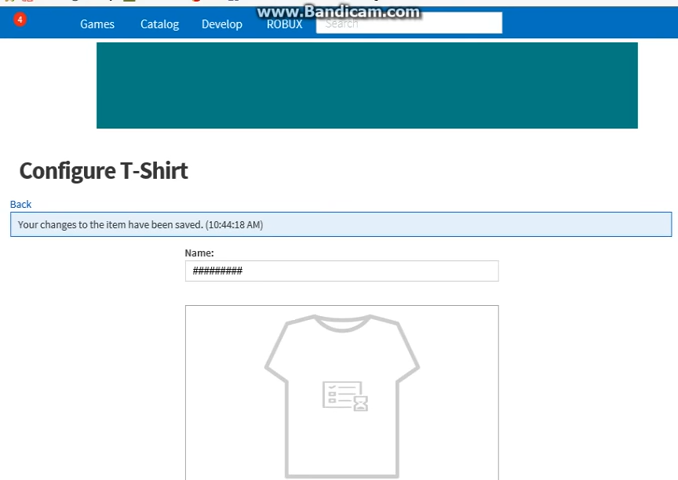 www.Bandicam.com
4
Games Catalog Develop ROBUX Search
Configure T-Shirt
Back
Your changes to the item have been saved. (10:44:18 AM)
Name:
#########